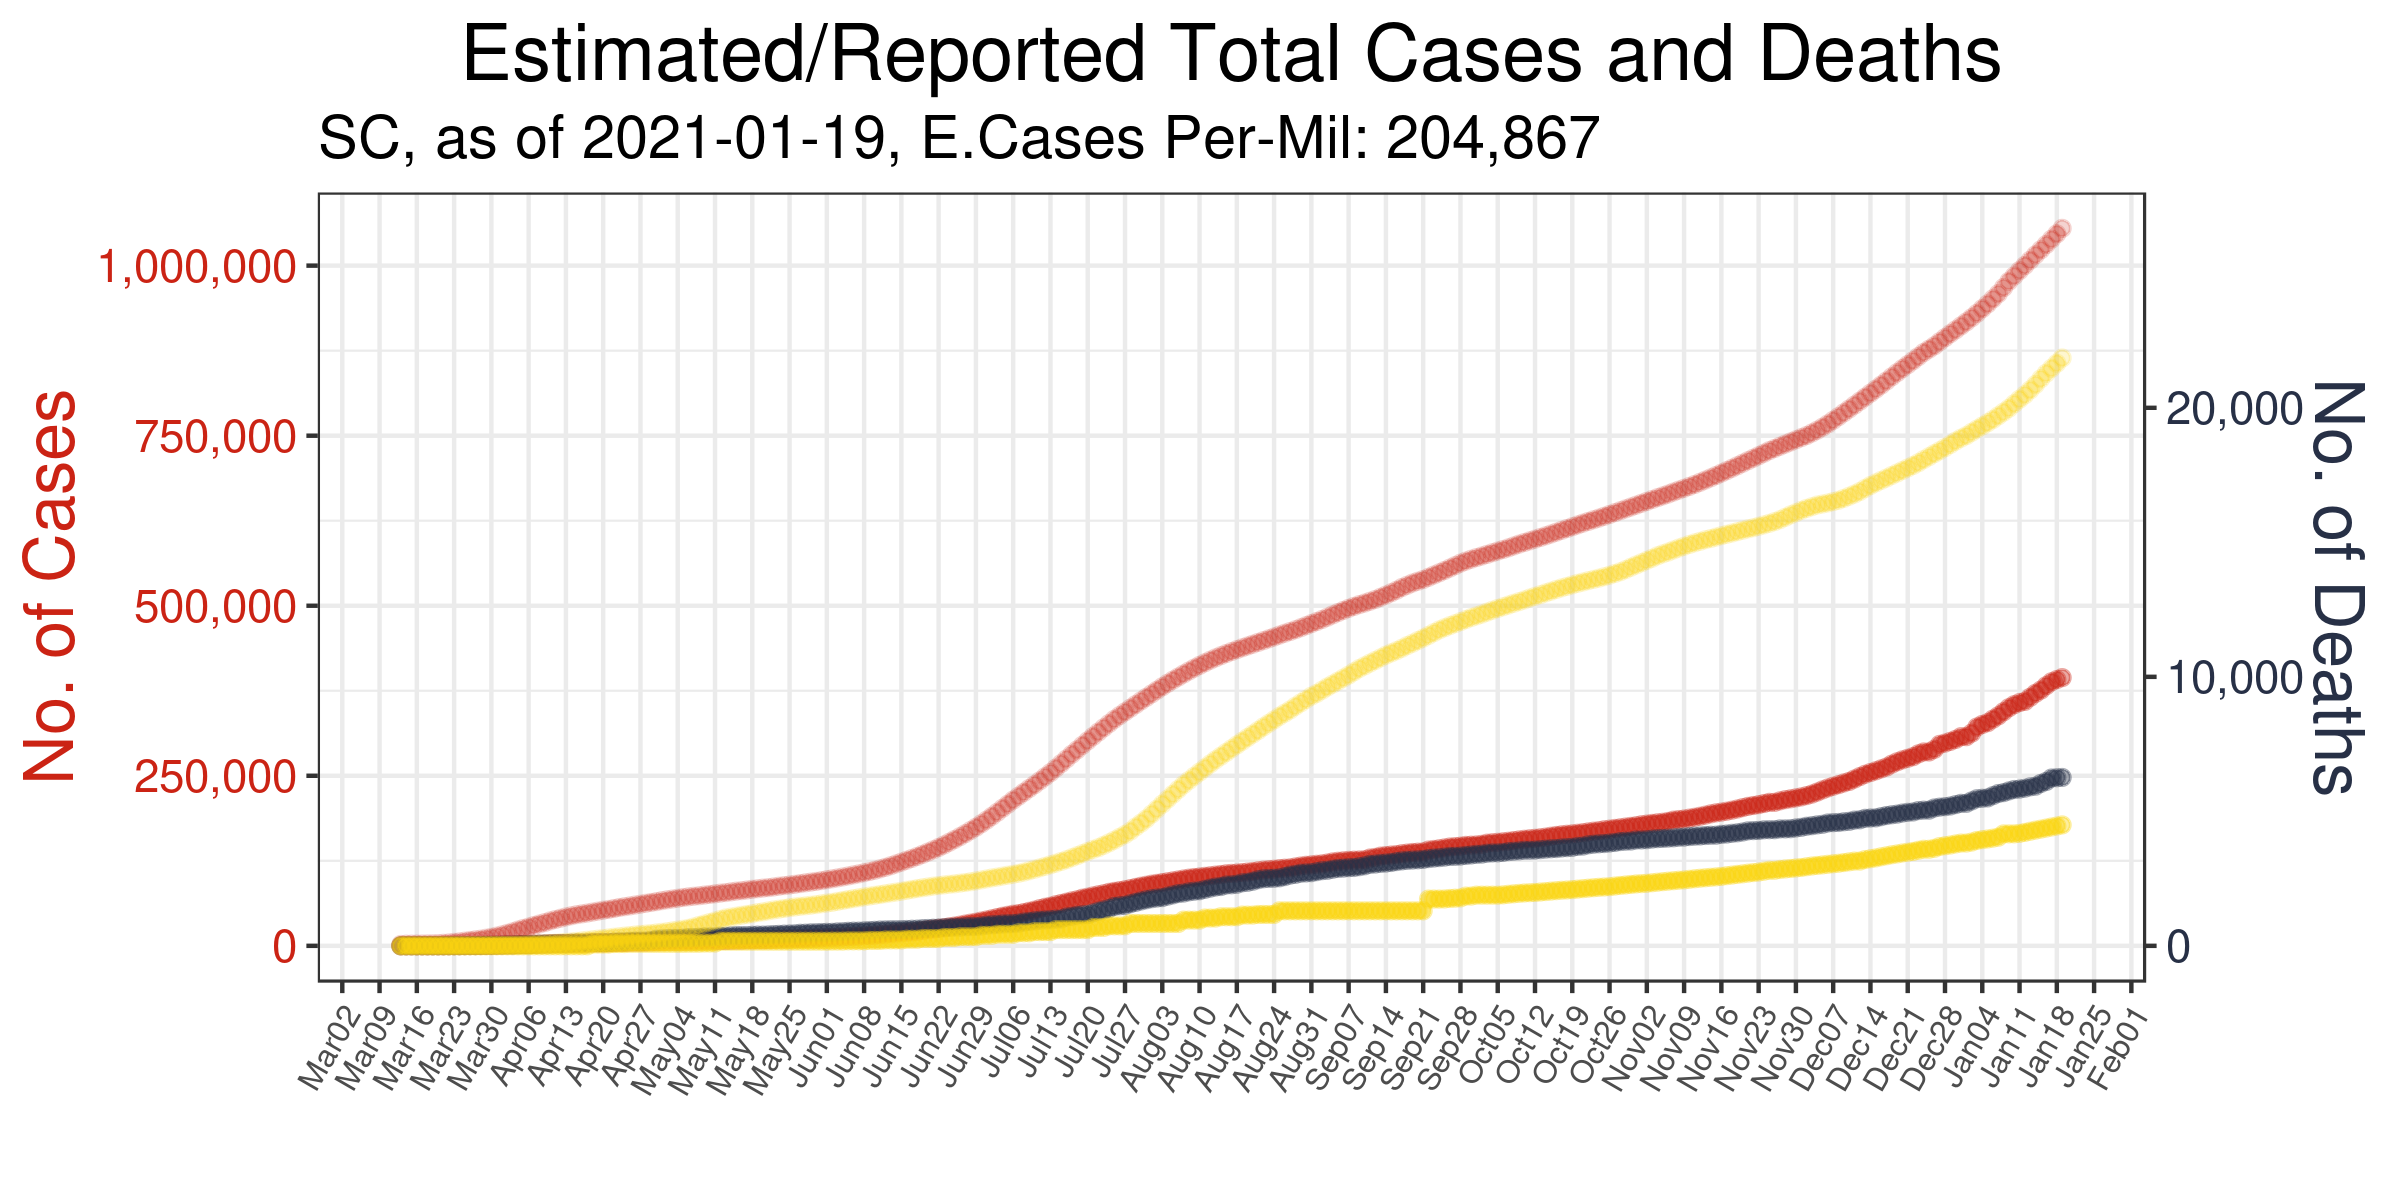 Estimated/Reported Total Cases and Deaths
SC, as of 2021-01-19, E.Cases Per-Mil: 204,867
No. of Cases
1,000,000
750,000
500,000
250,000
0
20,000
10,000
0
No. of Deaths
Mar02
Mar09
Mar16
Mar23
Mar30
Apr06
Apr13
Apr20
Apr27
May04
May11
May18
May25
Jun01
Jun08
Jun15
Jun22
Jun29
Jul06
Jul13
Jul20
Jul27
Aug03
Aug10
Aug17
Aug24
Aug31
Sep07
Sep14
Sep21
Sep28
Oct05
Oct12
Oct19
Oct26
Nov02
Nov09
Nov16
Nov23
Nov30
Dec07
Dec14
Dec21
Dec28
Jan04
Jan11
Jan18
Jan25
Feb01